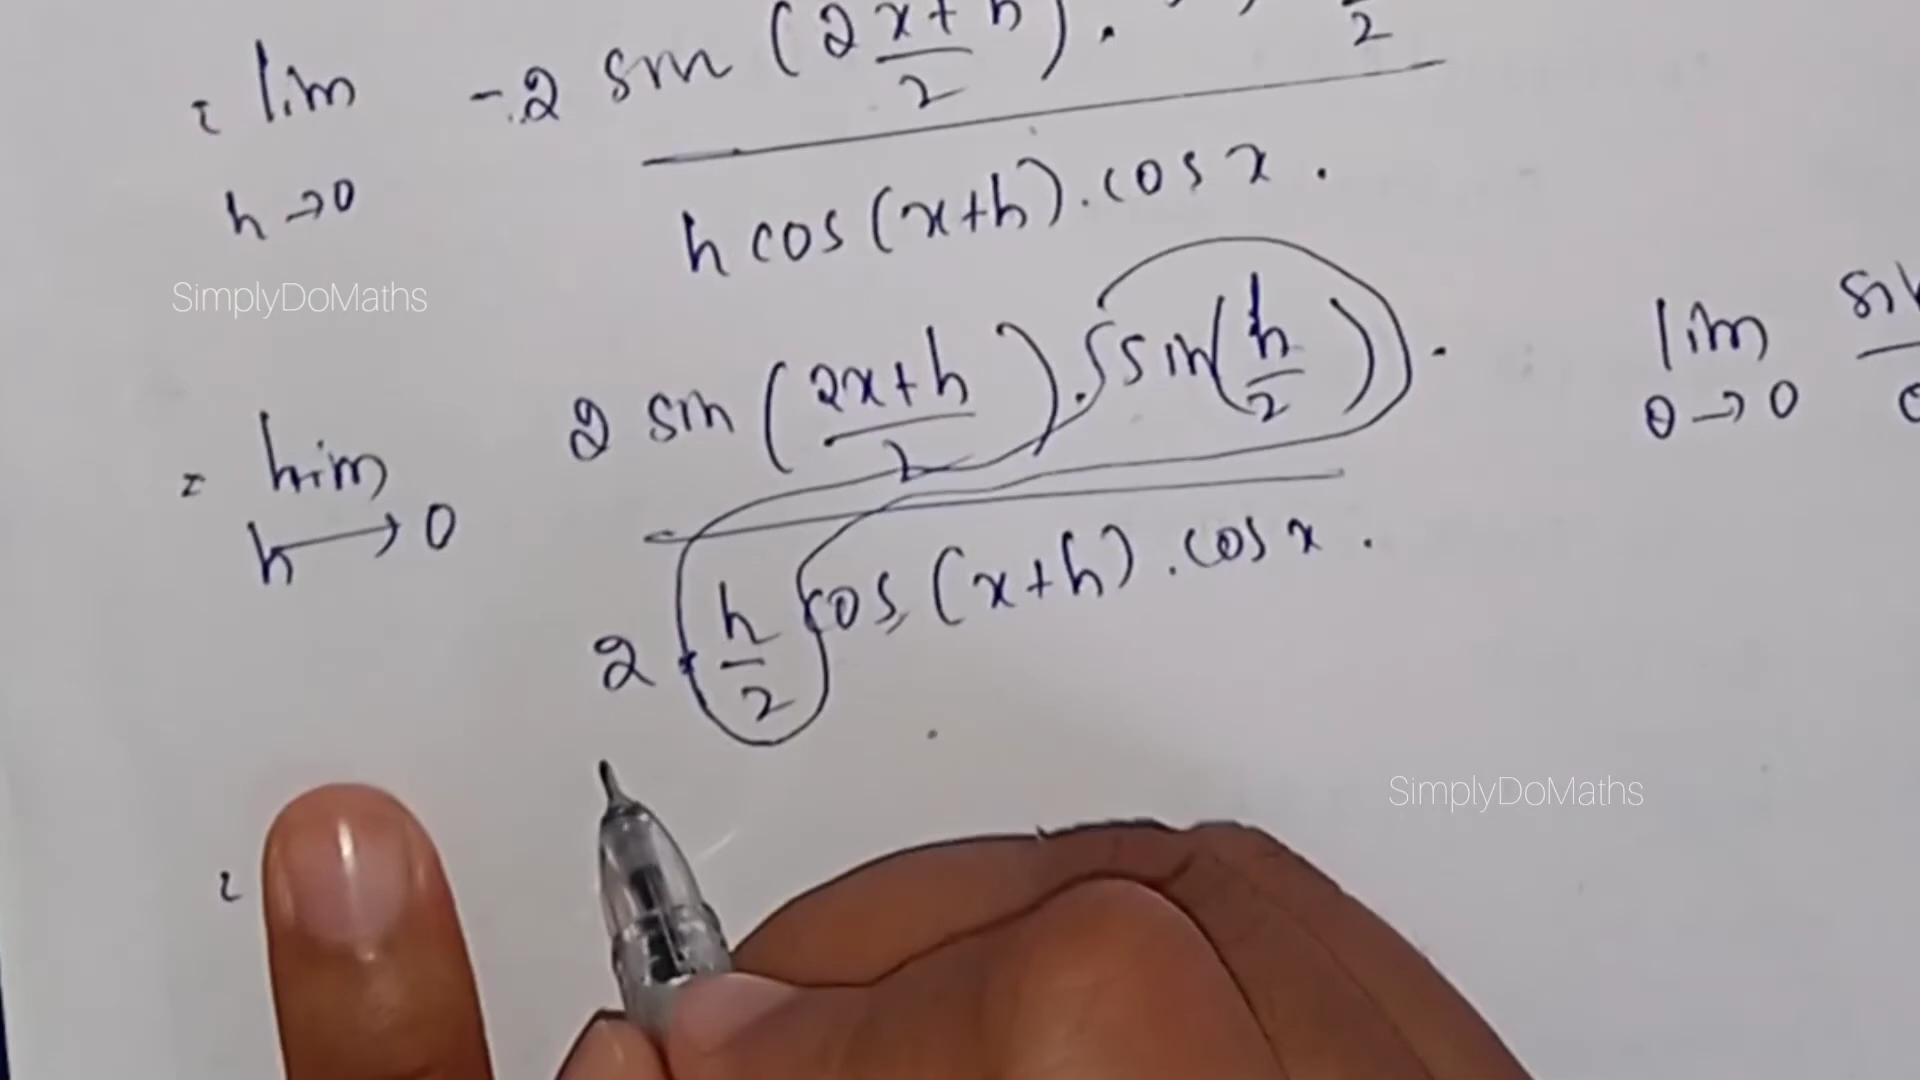 = lim -2 sin (2x+h/2) . 2
h→0 h cos (x+h) . cos x .
SimplyDoMaths
= lim 2 sin (2x+h/2) . sin (h/2) . lim
h→0 2 . h/2 cos (x+h) . cos x . θ→0
SimplyDoMaths
=